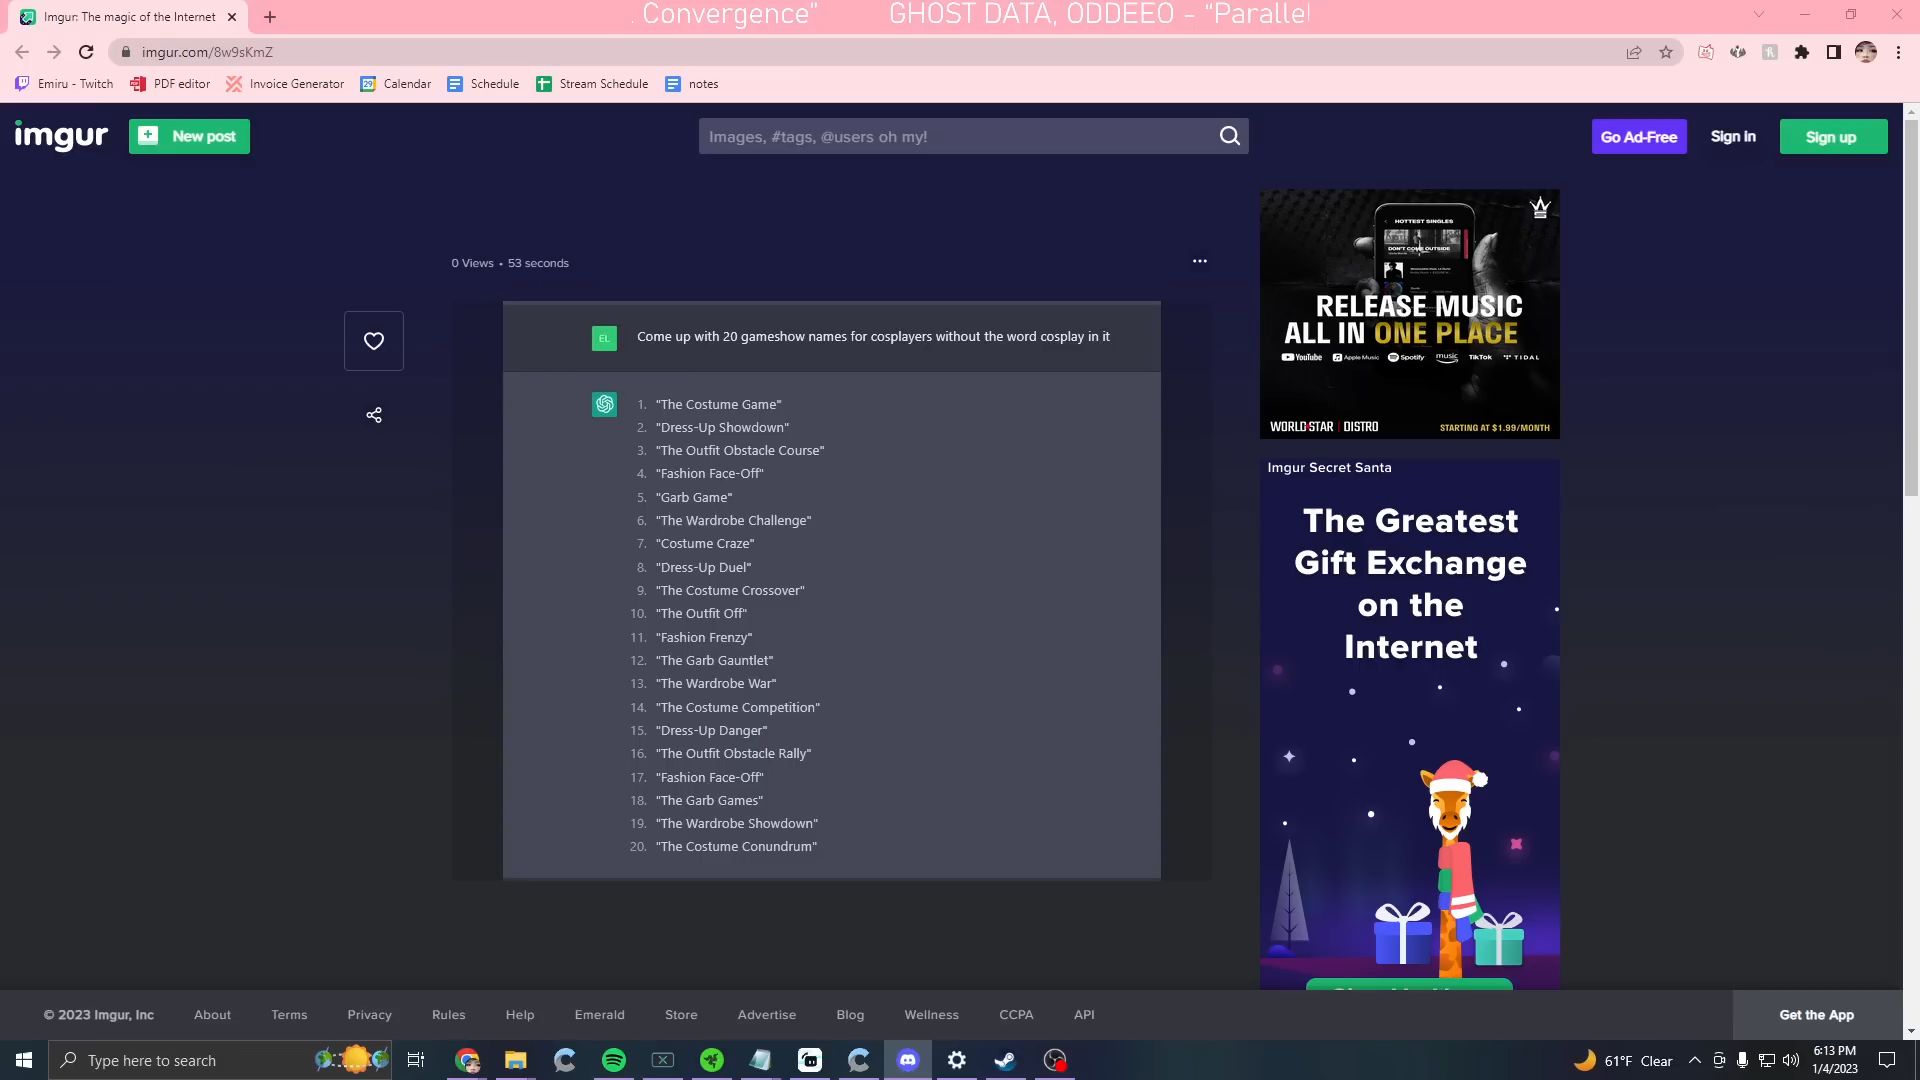 Imgur: The magic of the Internet
. Convergence” GHOST DATA, ODDEEO - “Parallel
imgur.com/8w9sKmZ
Emiru - Twitch PDF editor Invoice Generator Calendar Schedule Stream Schedule notes
imgur New post Images, #tags, @users oh my! Go Ad-Free Sign in Sign up
0 Views • 53 seconds
EL Come up with 20 gameshow names for cosplayers without the word cosplay in it
1. "The Costume Game"
2. "Dress-Up Showdown"
3. "The Outfit Obstacle Course"
4. "Fashion Face-Off"
5. "Garb Game"
6. "The Wardrobe Challenge"
7. "Costume Craze"
8. "Dress-Up Duel"
9. "The Costume Crossover"
10. "The Outfit Off"
11. "Fashion Frenzy"
12. "The Garb Gauntlet"
13. "The Wardrobe War"
14. "The Costume Competition"
15. "Dress-Up Danger"
16. "The Outfit Obstacle Rally"
17. "Fashion Face-Off"
18. "The Garb Games"
19. "The Wardrobe Showdown"
20. "The Costume Conundrum"
HOTTEST SINGLES
DON'T COME OUTSIDE
RELEASE MUSIC
ALL IN ONE PLACE
YouTube Apple Music Spotify music TikTok TIDAL
WORLDSTAR | DISTRO STARTING AT $1.99/MONTH
Imgur Secret Santa
The Greatest
Gift Exchange
on the
Internet
© 2023 Imgur, Inc About Terms Privacy Rules Help Emerald Store Advertise Blog Wellness CCPA API Get the App
Type here to search
61°F Clear
6:13 PM
1/4/2023